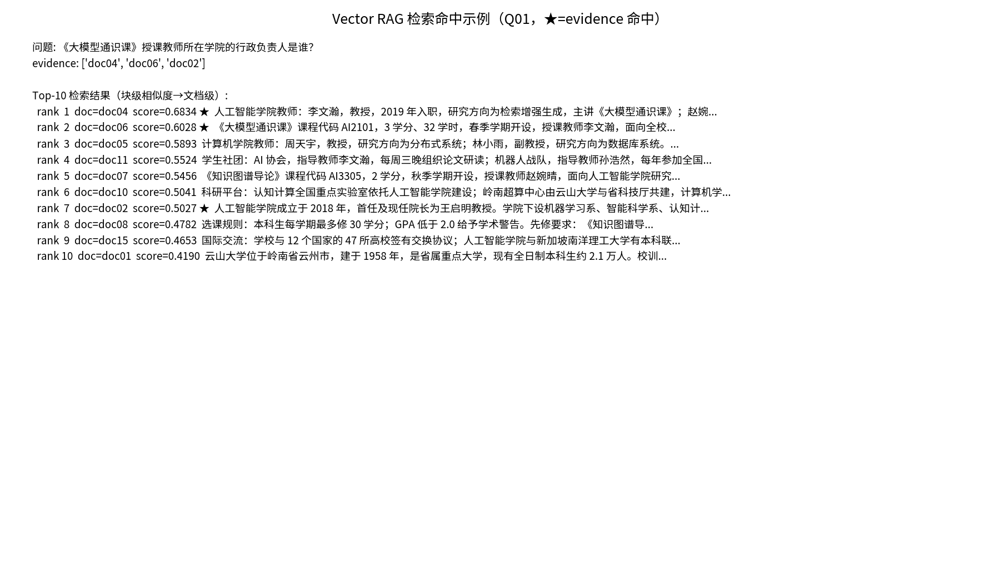 Vector RAG 检索命中示例（Q01，★=evidence 命中）
问题: 《大模型通识课》授课教师所在学院的行政负责人是谁？
evidence: ['doc04', 'doc06', 'doc02']
Top-10 检索结果（块级相似度→文档级）:
rank  1  doc=doc04  score=0.6834 ★  人工智能学院教师：李文瀚，教授，2019 年入职，研究方向为检索增强生成，主讲《大模型通识课》；赵婉...
rank  2  doc=doc06  score=0.6028 ★  《大模型通识课》课程代码 AI2101，3 学分、32 学时，春季学期开设，授课教师李文瀚，面向全校...
rank  3  doc=doc05  score=0.5893  计算机学院教师：周天宇，教授，研究方向为分布式系统；林小雨，副教授，研究方向为数据库系统。...
rank  4  doc=doc11  score=0.5524  学生社团：AI 协会，指导教师李文瀚，每周三晚组织论文研读；机器人战队，指导教师孙浩然，每年参加全国...
rank  5  doc=doc07  score=0.5456  《知识图谱导论》课程代码 AI3305，2 学分，秋季学期开设，授课教师赵婉晴，面向人工智能学院研究...
rank  6  doc=doc10  score=0.5041  科研平台：认知计算全国重点实验室依托人工智能学院建设；岭南超算中心由云山大学与省科技厅共建，计算机学...
rank  7  doc=doc02  score=0.5027 ★  人工智能学院成立于 2018 年，首任及现任院长为王启明教授。学院下设机器学习系、智能科学系、认知计...
rank  8  doc=doc08  score=0.4782  选课规则：本科生每学期最多修 30 学分；GPA 低于 2.0 给予学术警告。先修要求：《知识图谱导...
rank  9  doc=doc15  score=0.4653  国际交流：学校与 12 个国家的 47 所高校签有交换协议；人工智能学院与新加坡南洋理工大学有本科联...
rank 10  doc=doc01  score=0.4190  云山大学位于岭南省云州市，建于 1958 年，是省属重点大学，现有全日制本科生约 2.1 万人。校训...